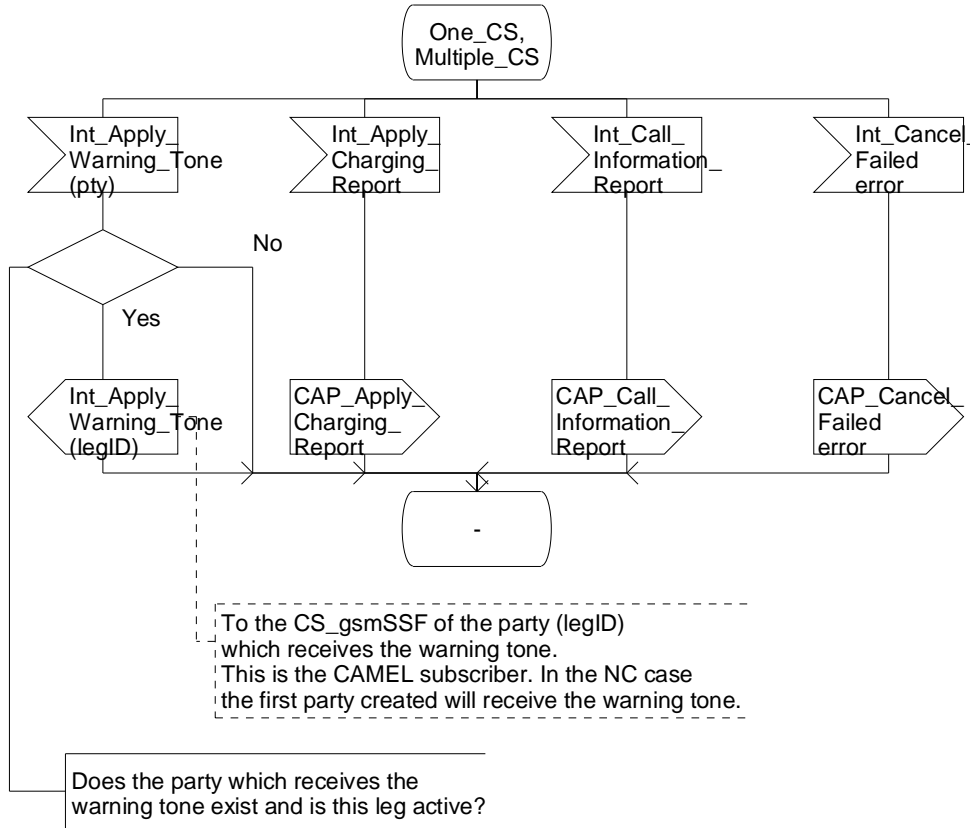 One_CS,
Multiple_CS
Int_Apply_
Warning_Tone
(pty)
Int_Apply_
Charging_
Report
Int_Call_
Information_
Report
Int_Cancel_
Failed
error
No
Yes
Int_Apply_
Warning_Tone
(legID)
CAP_Apply_
Charging_
Report
CAP_Call_
Information_
Report
CAP_Cancel_
Failed
error
-
To the CS_gsmSSF of the party (legID)
which receives the warning tone.
This is the CAMEL subscriber. In the NC case
the first party created will receive the warning tone.
Does the party which receives the
warning tone exist and is this leg active?